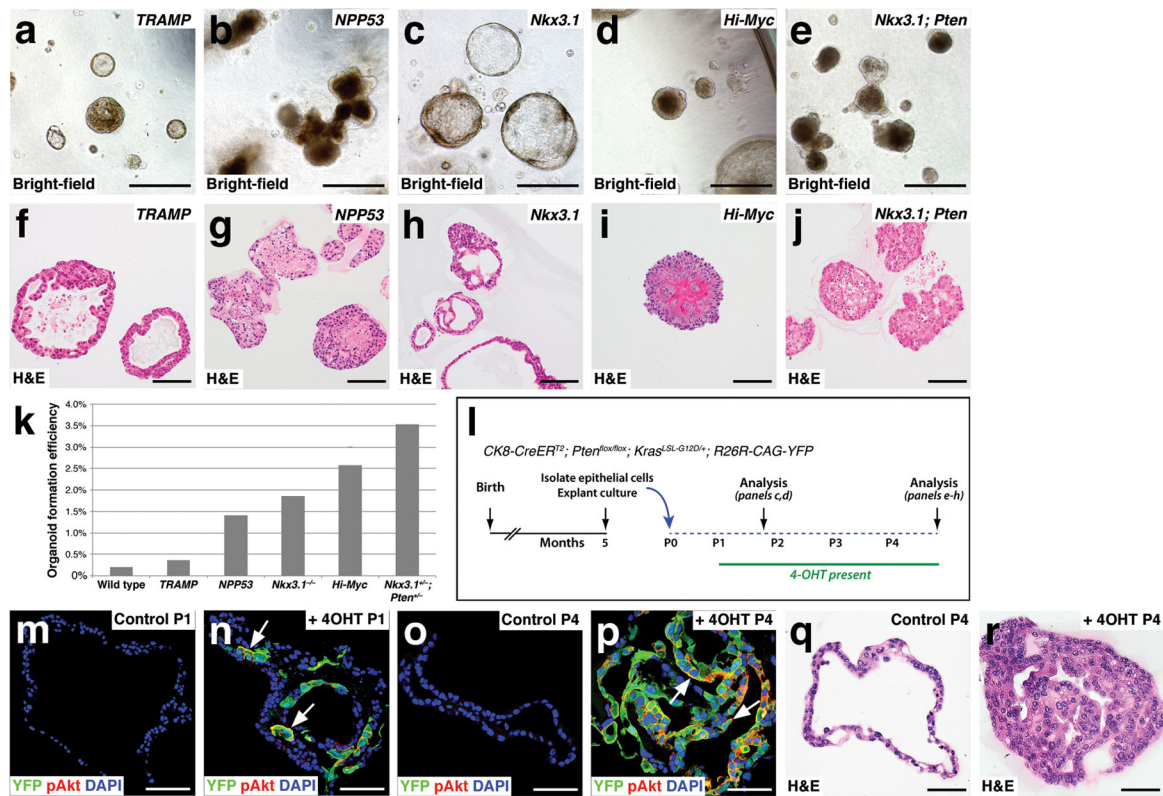 a TRAMP
b NPP53
c Nkx3.1
d Hi-Myc
e Nkx3.1; Pten
Bright-field
Bright-field
Bright-field
Bright-field
Bright-field
f TRAMP
g NPP53
h Nkx3.1
i Hi-Myc
j Nkx3.1; Pten
H&E
H&E
H&E
H&E
H&E
k
Organoid formation efficiency
4.0%
3.5%
3.0%
2.5%
2.0%
1.5%
1.0%
0.5%
0%
Wild type TRAMP NPP53 Nkx3.1–/– Hi-Myc Nkx3.1+/–;
Pten+/–
l
CK8-CreERT2; Ptenflox/flox; KrasLSL-G12D/+; R26R-CAG-YFP
Birth
Isolate epithelial cells
Explant culture
Analysis
(panels c,d)
Analysis
(panels e-h)
Months 5 P0 P1 P2 P3 P4
4-OHT present
m Control P1
n + 4OHT P1
o Control P4
p + 4OHT P4
q Control P4
r + 4OHT P4
YFP pAkt DAPI
YFP pAkt DAPI
YFP pAkt DAPI
YFP pAkt DAPI
H&E
H&E